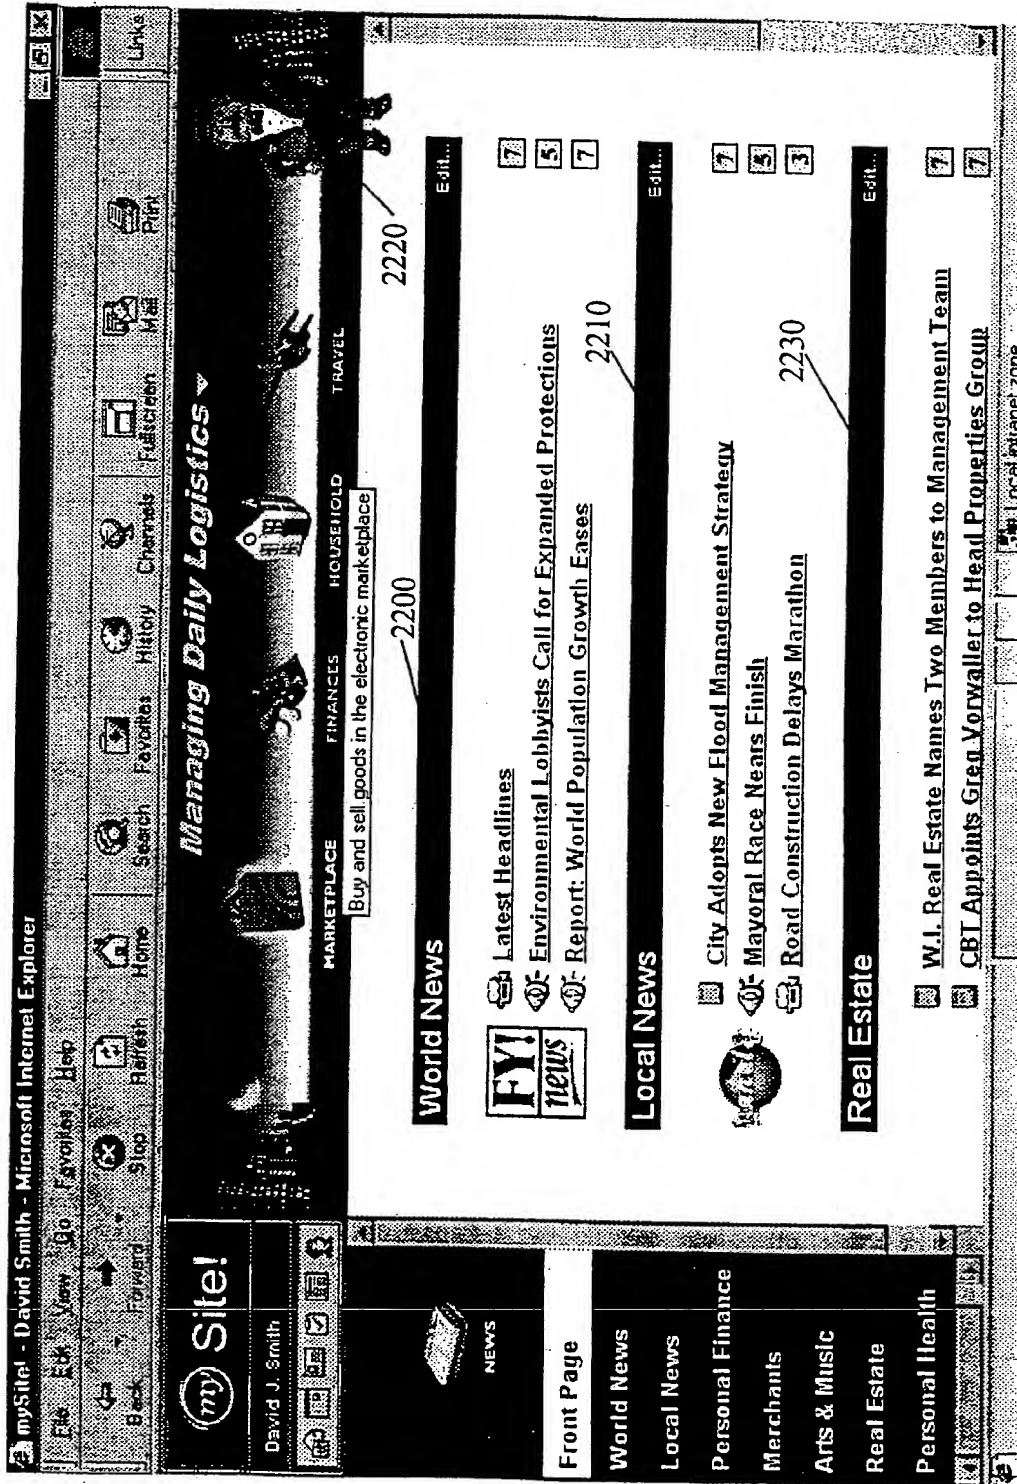 mySite! - David Smith - Microsoft Internet Explorer
File Edit View Go Favorites Help
Back Forward Stop Refresh Home Search Favorites History Channels Fullscreen Mail Print
Links
my Site!
David J. Smith
Managing Daily Logistics
MARKETPLACE FINANCES HOUSEHOLD TRAVEL
Buy and sell goods in the electronic marketplace
NEWS
Front Page
World News
Local News
Personal Finance
Merchants
Arts & Music
Real Estate
Personal Health
2200
2220
World News Edit...
FY!
news
Latest Headlines 7
Environmental Lobbyists Call for Expanded Protections 5
Report: World Population Growth Eases 7
2210
Local News Edit...
City Adopts New Flood Management Strategy 7
Mayoral Race Nears Finish 5
Road Construction Delays Marathon 3
2230
Real Estate Edit...
W.I. Real Estate Names Two Members to Management Team 7
CBT Appoints Greg Vorwaller to Head Properties Group 7
Local intranet zone